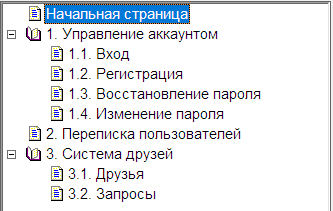 Начальная страница
1. Управление аккаунтом
1.1. Вход
1.2. Регистрация
1.3. Восстановление пароля
1.4. Изменение пароля
2. Переписка пользователей
3. Система друзей
3.1. Друзья
3.2. Запросы